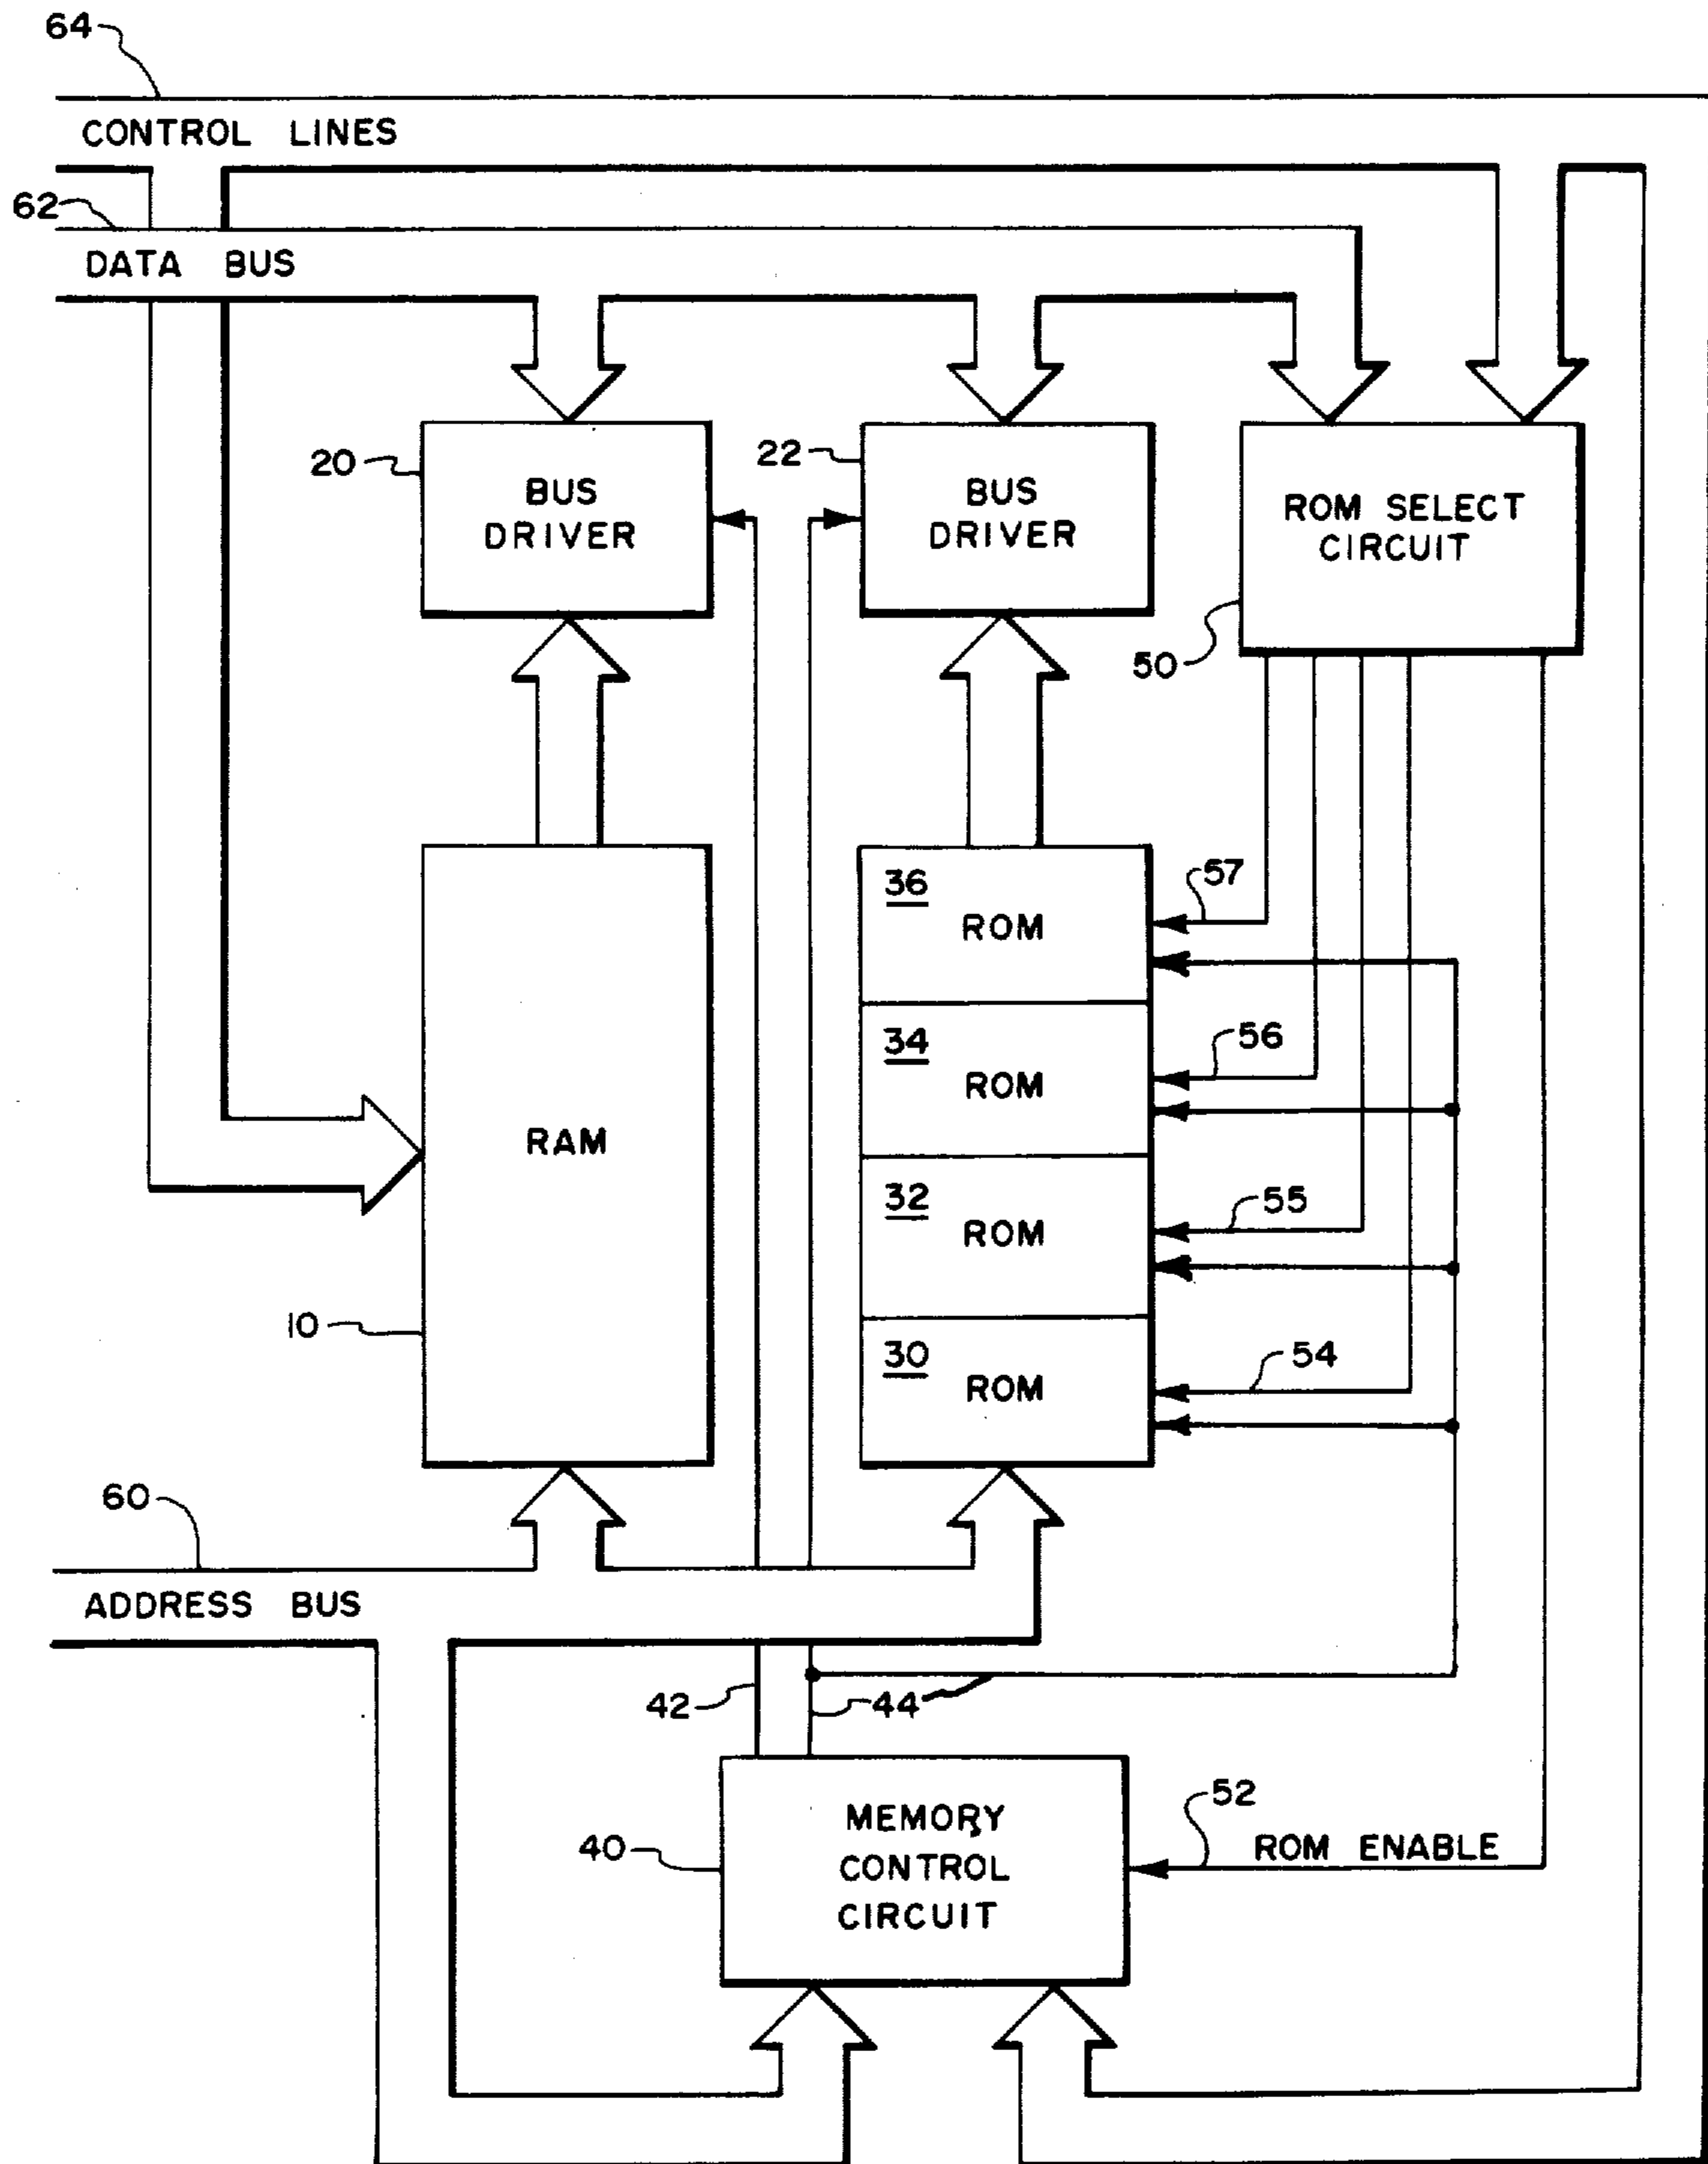 64
CONTROL LINES
62
DATA BUS
20
BUS
DRIVER
22
BUS
DRIVER
ROM SELECT
CIRCUIT
50
36
ROM
57
34
ROM
56
RAM
32
ROM
55
10
30
ROM
54
60
ADDRESS BUS
42
44
MEMORY
CONTROL
CIRCUIT
40
52
ROM ENABLE